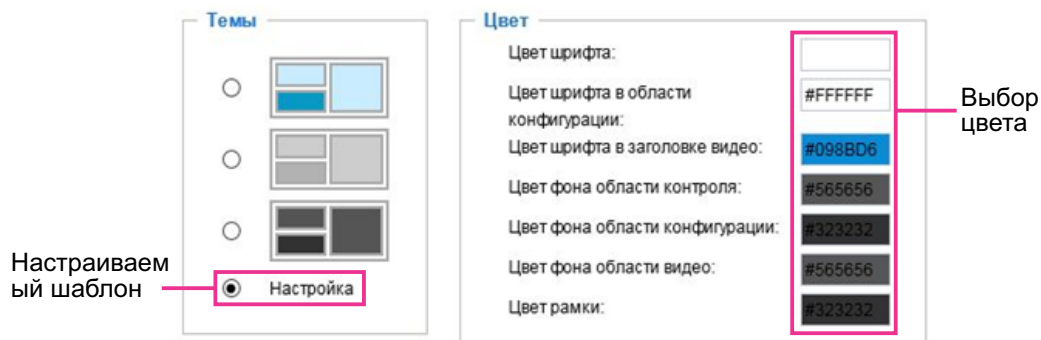 Темы
Настраиваем
ый шаблон
Настройка
Цвет
Цвет шрифта:
Цвет шрифта в области
конфигурации:
#FFFFFF
Цвет шрифта в заголовке видео:
#098BD6
Цвет фона области контроля:
#565656
Цвет фона области конфигурации:
#323232
Цвет фона области видео:
#565656
Цвет рамки:
#323232
Выбор
цвета